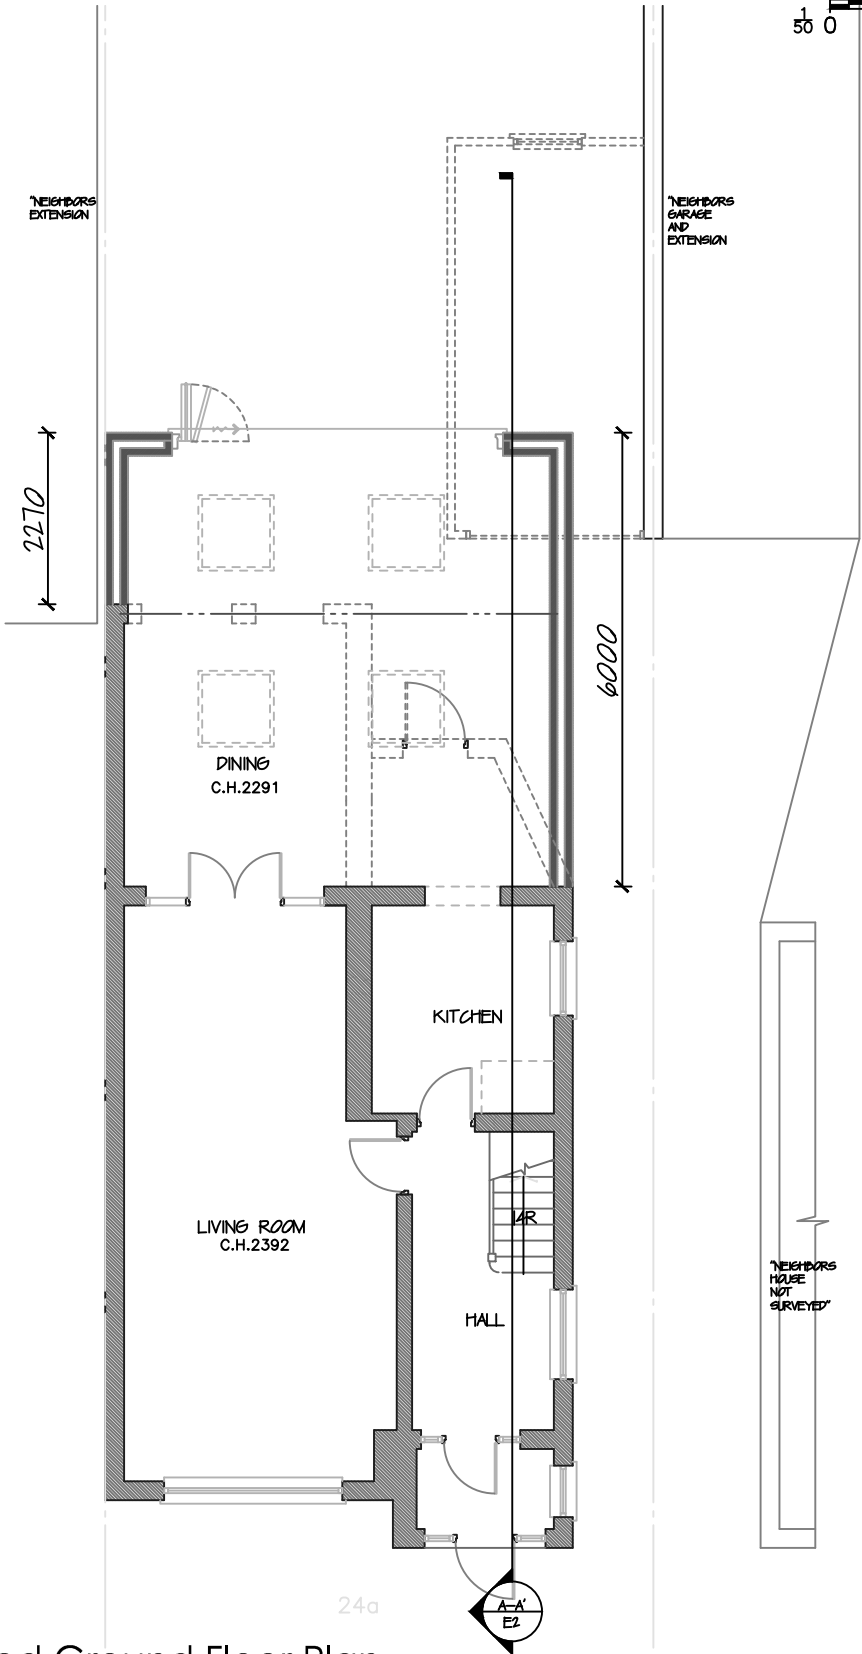 1
50 0
"NEIGHBORS
EXTENSION
"NEIGHBORS
GARAGE
AND
EXTENSION
2270
6000
DINING
C.H.2291
KITCHEN
LIVING ROOM
C.H.2392
14R
HALL
"NEIGHBORS
HOUSE
NOT
SURVEYED"
24a
A-A'
E2
Ground Floor Plan